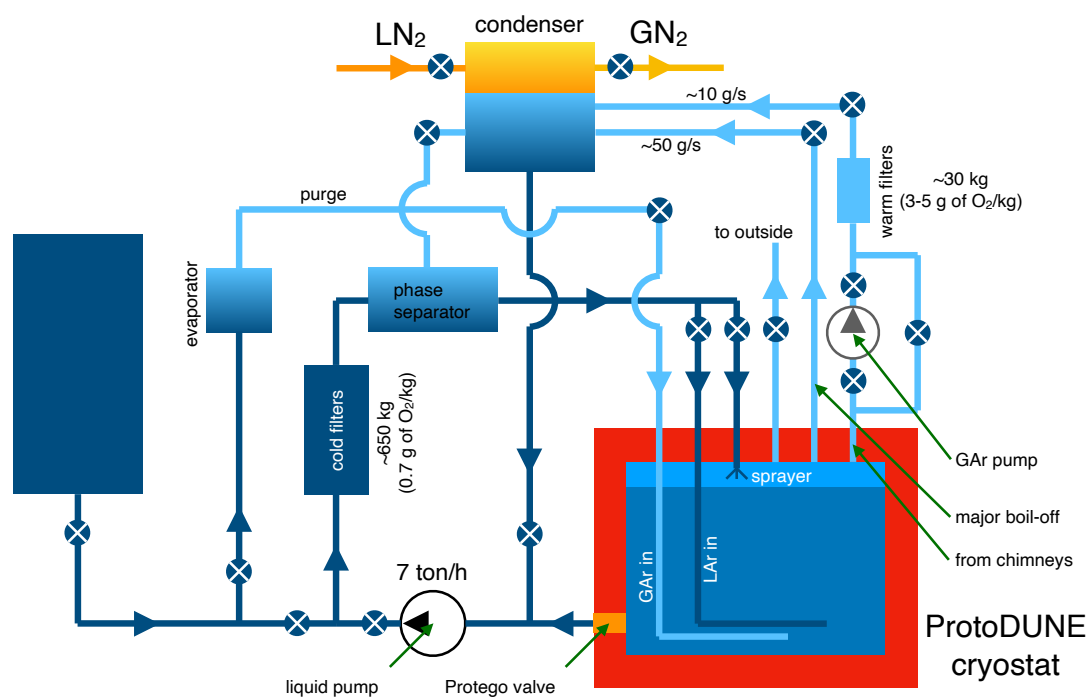 LN₂
condenser
GN₂
~10 g/s
~50 g/s
warm filters
~30 kg
(3-5 g of O₂/kg)
purge
to outside
evaporator
phase
separator
cold filters
~650 kg
(0.7 g of O₂/kg)
GAr pump
sprayer
major boil-off
GAr in
LAr in
from chimneys
7 ton/h
ProtoDUNE
cryostat
liquid pump
Protego valve